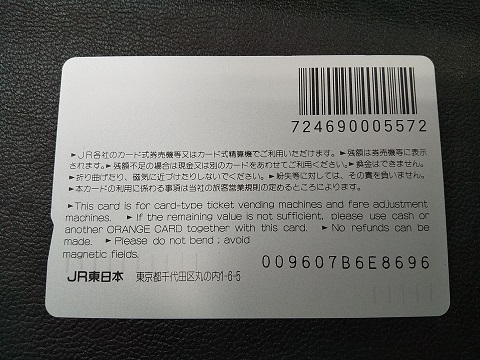 724690005572
▶JR各社のカード式券売機等又はカード式精算機でご利用いただけます。▶残額は券売機等に表示
されます。▶残額不足の場合は現金又は別のカードをあわせてご利用ください。▶換金はできません。
▶折り曲げたり、磁気に近づけたりしないでください。▶紛失等に対しては、その責を負いません。
▶本カードの利用に係わる事項は当社の旅客営業規則の定めるところによります。
▶This card is for card-type ticket vending machines and fare adjustment
machines. ▶If the remaining value is not sufficient, please use cash or
another ORANGE CARD together with this card. ▶No refunds can be
made. ▶Please do not bend; avoid
magnetic fields.
009607B6E8696
JR東日本 東京都千代田区丸の内1-6-5